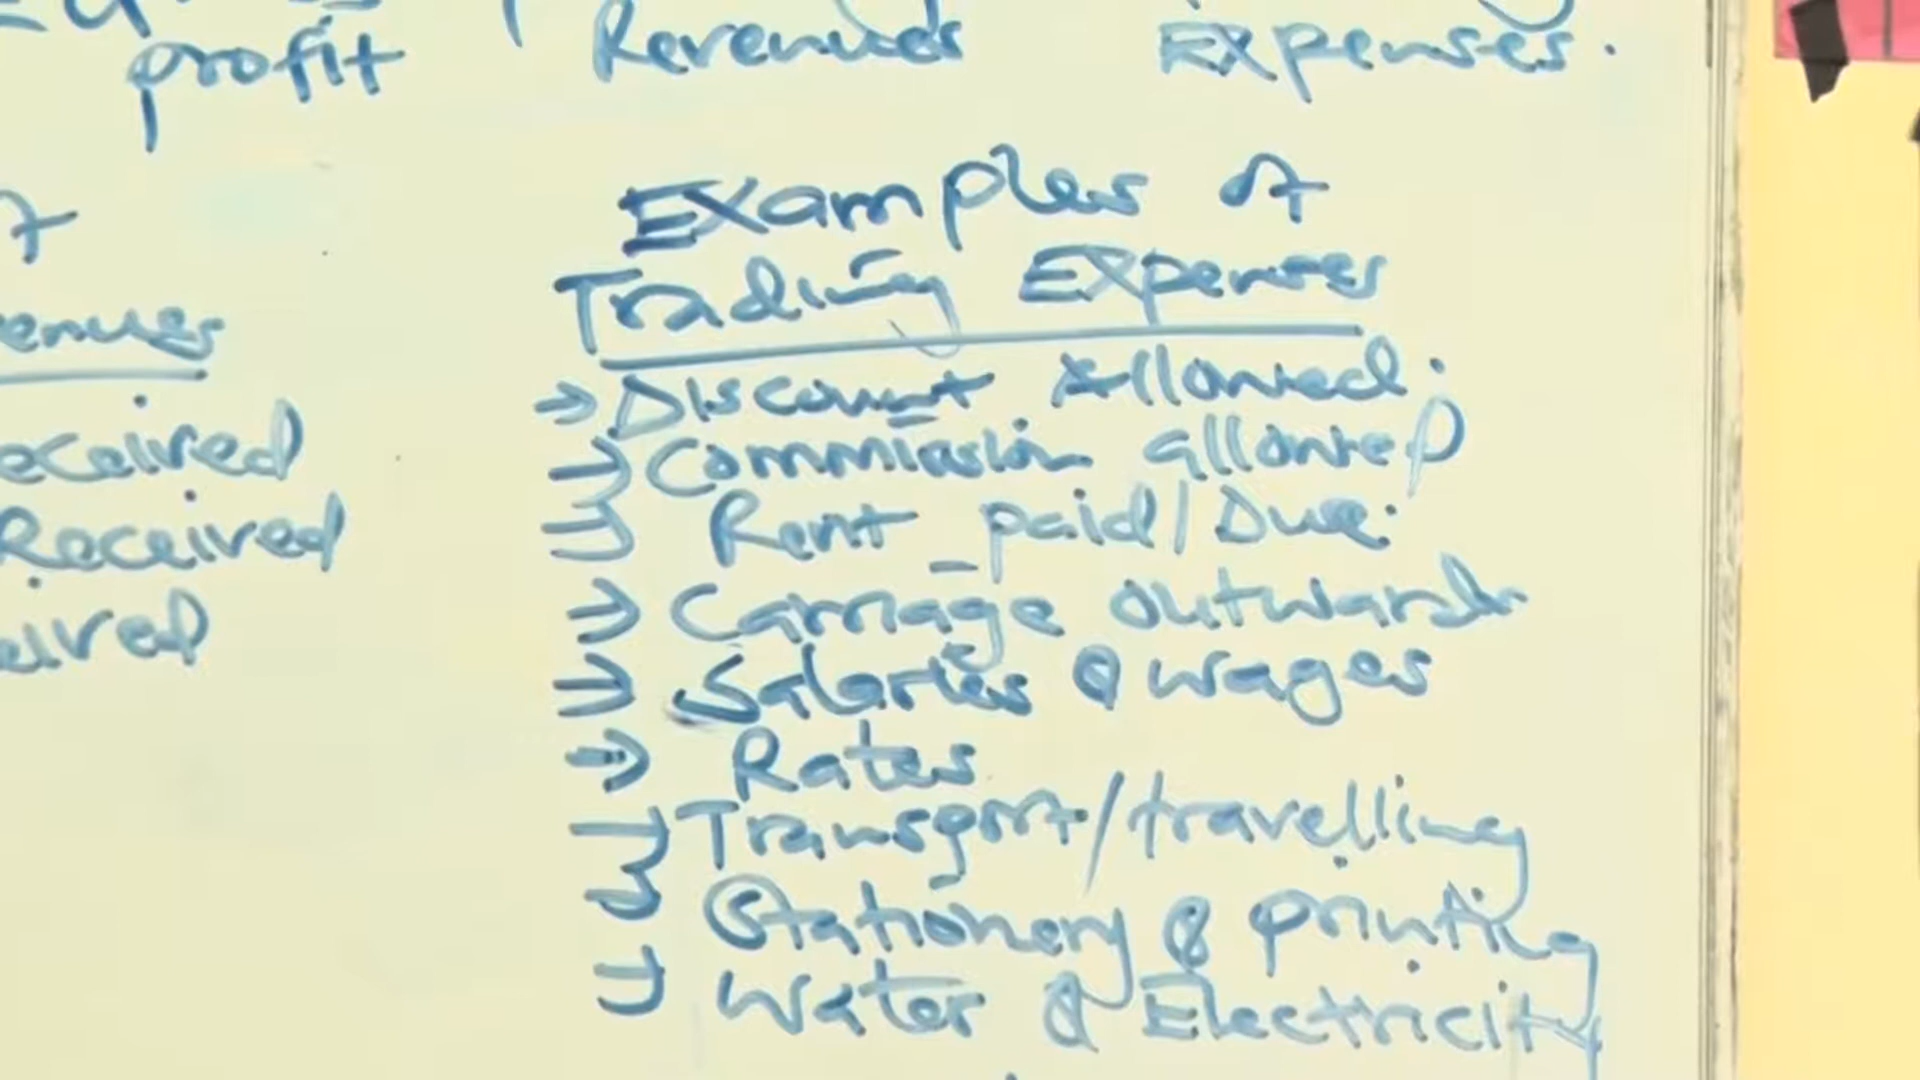 profit Revenues Expenses.
Examples of
Trading Expenses
enues
→ Discount Allowed.
eceived
→ Commission allowed
→ Rent paid/Due.
Received
→ Carriage Outwards
eived
→ Salaries & wages
→ Rates
→ Transport/travelling
→ Stationery & printing
→ Water & Electricity